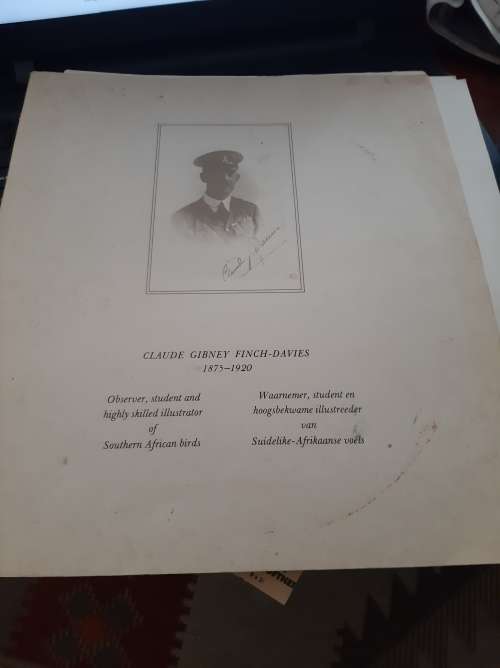 CLAUDE GIBNEY FINCH-DAVIES
1875–1920
Observer, student and
highly skilled illustrator
of
Southern African birds
Waarnemer, student en
hoogsbekwame illustreeder
van
Suidelike-Afrikaanse voëls